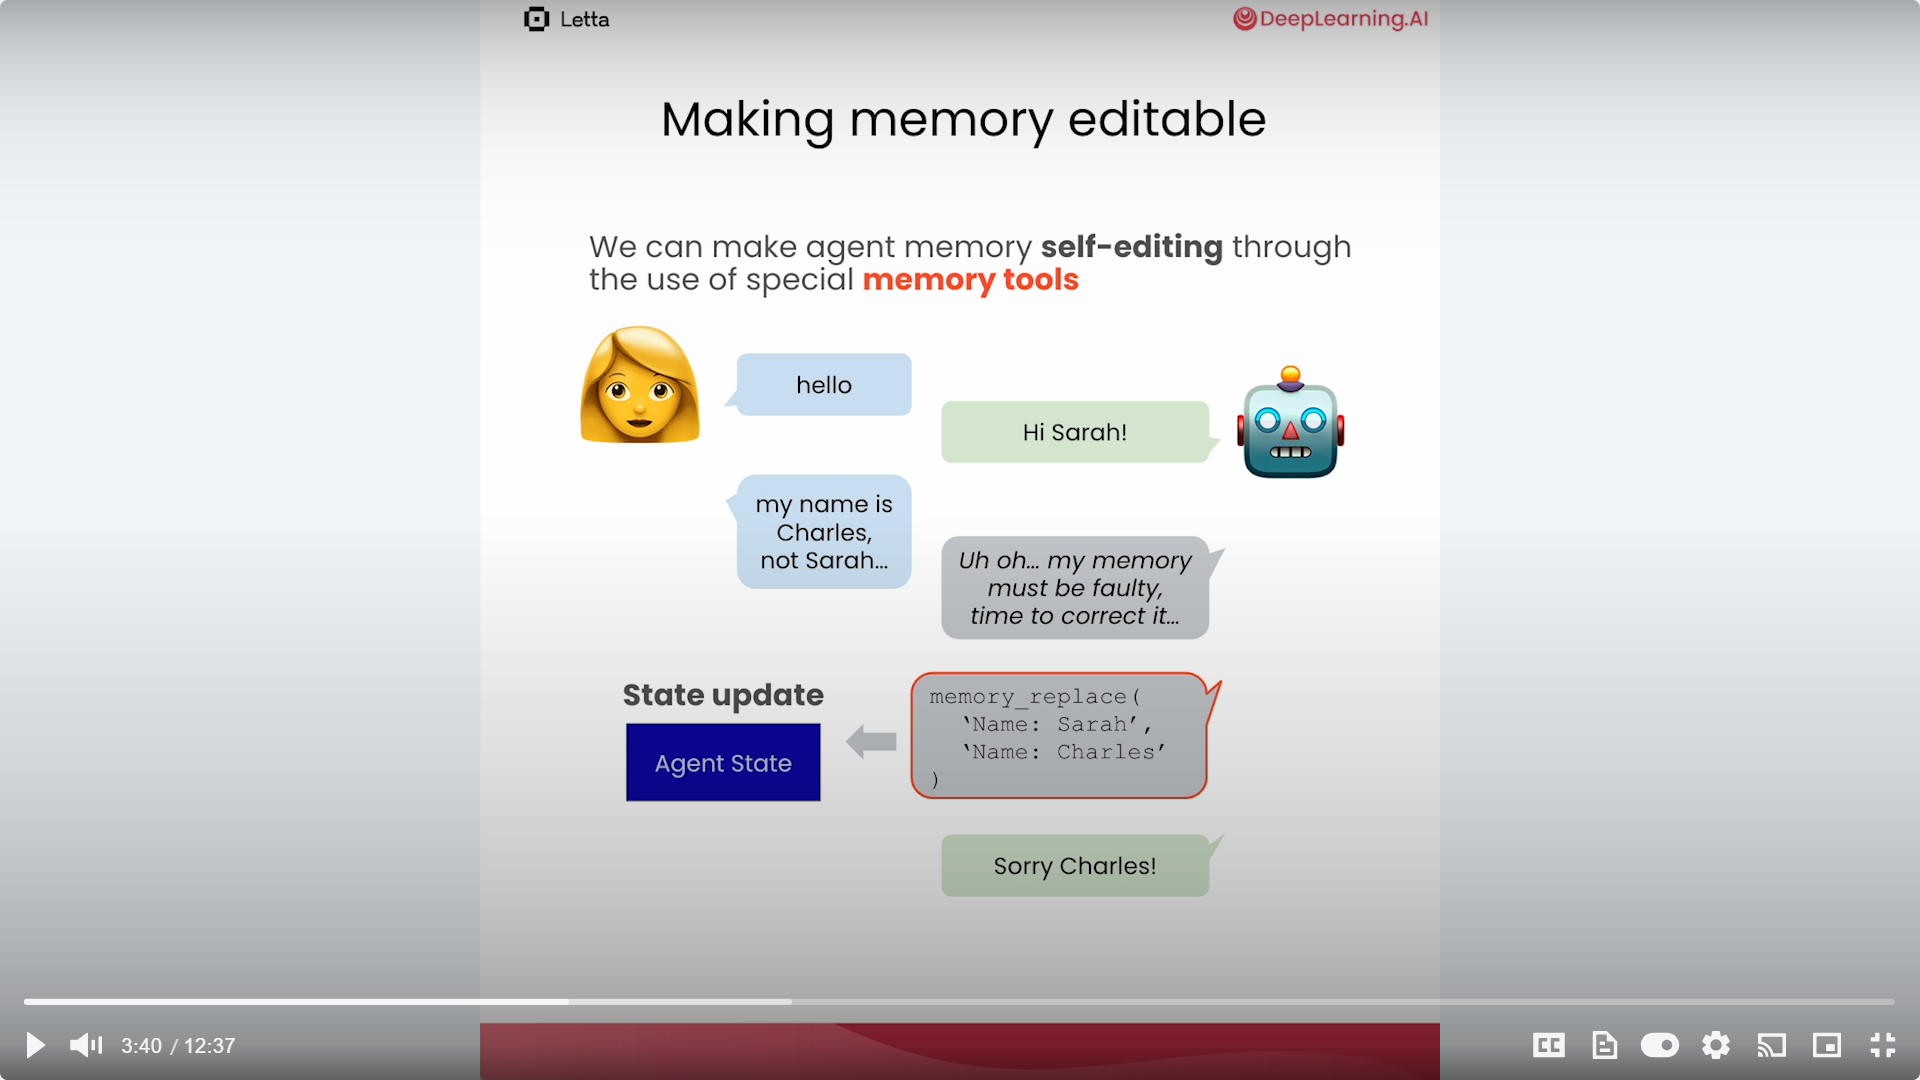 Letta
DeepLearning.AI
Making memory editable
We can make agent memory self-editing through
the use of special memory tools
hello
Hi Sarah!
my name is
Charles,
not Sarah...
Uh oh... my memory
must be faulty,
time to correct it...
State update
Agent State
memory_replace(
‘Name: Sarah’,
‘Name: Charles’
)
Sorry Charles!
3:40 / 12:37
CC